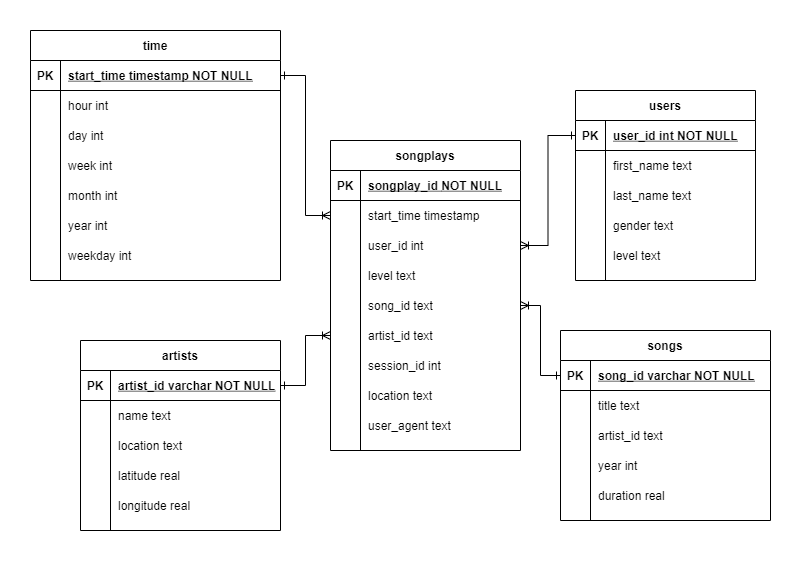 time
PK start_time timestamp NOT NULL
hour int
day int
week int
month int
year int
weekday int
users
PK user_id int NOT NULL
first_name text
last_name text
gender text
level text
songplays
PK songplay_id NOT NULL
start_time timestamp
user_id int
level text
song_id text
artist_id text
session_id int
location text
user_agent text
artists
PK artist_id varchar NOT NULL
name text
location text
latitude real
longitude real
songs
PK song_id varchar NOT NULL
title text
artist_id text
year int
duration real